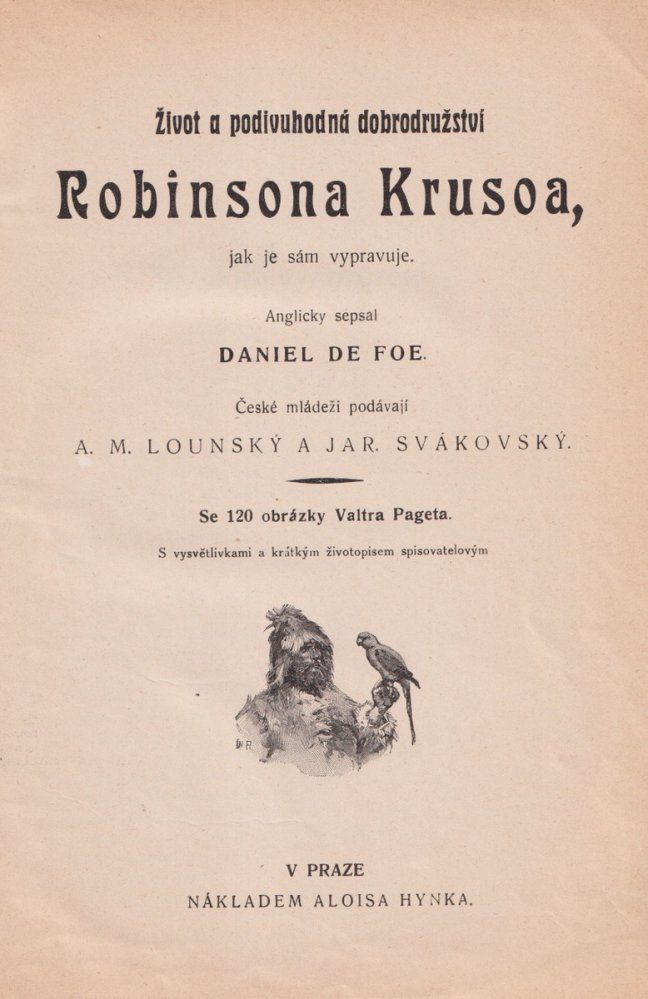 Život a podivuhodná dobrodružství
Robinsona Krusoa,
jak je sám vypravuje.
Anglicky sepsal
DANIEL DE FOE.
České mládeži podávají
A. M. LOUNSKÝ A JAR. SVÁKOVSKÝ.
Se 120 obrázky Valtra Pageta.
S vysvětlivkami a krátkým životopisem spisovatelovým
V PRAZE
NÁKLADEM ALOISA HYNKA.